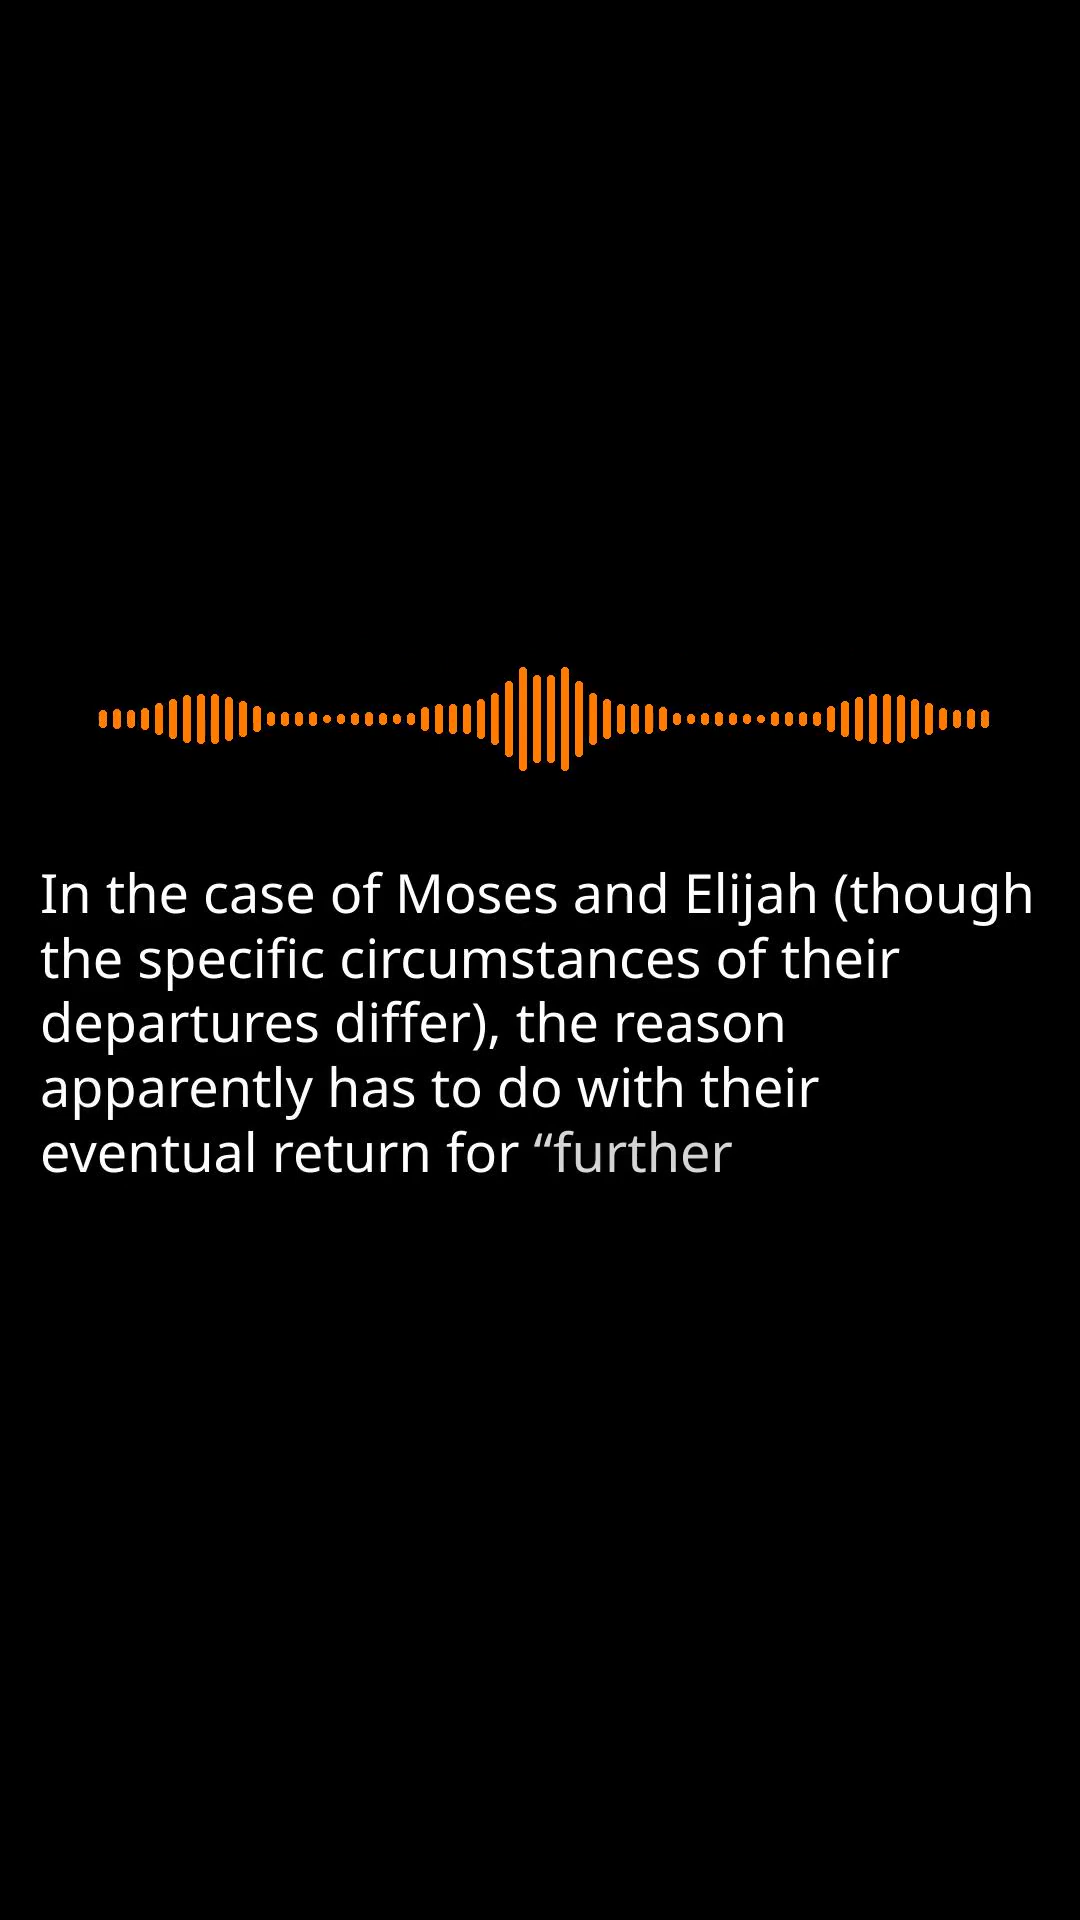 In the case of Moses and Elijah (though
the specific circumstances of their
departures differ), the reason
apparently has to do with their
eventual return for “further